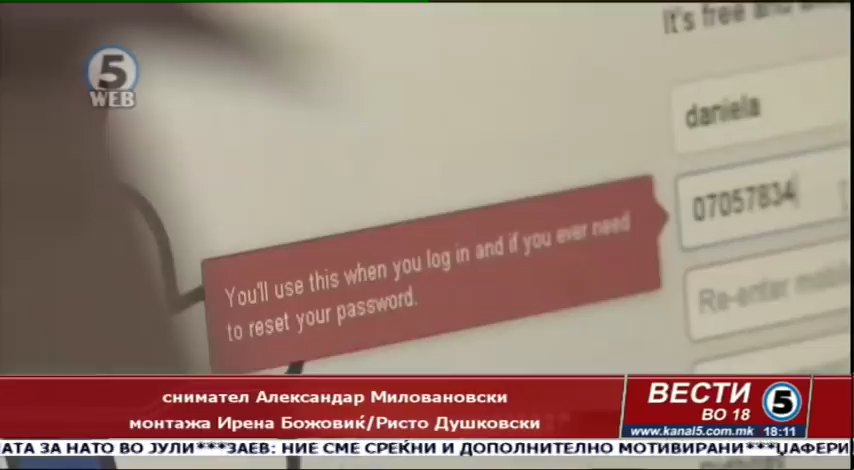 It's free and
5
WEB
daniela
07057834
You'll use this when you log in and if you ever need
to reset your password.
Re-enter mobil
снимател Александар Миловановски
монтажа Ирена Божовиќ/Ристо Душковски
ВЕСТИ
ВО 18
5
www.kanal5.com.mk
18:11
АТА ЗА НАТО ВО ЈУЛИ***ЗАЕВ: НИЕ СМЕ СРЕЌНИ И ДОПОЛНИТЕЛНО МОТИВИРАНИ***ЏАФЕРИ